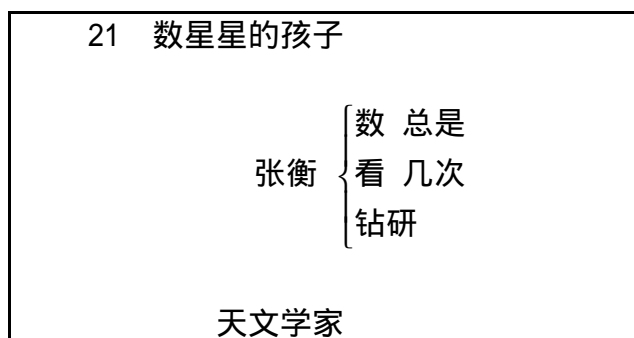 21 数星星的孩子
数 总是
张衡 看 几次
钻研
天文学家